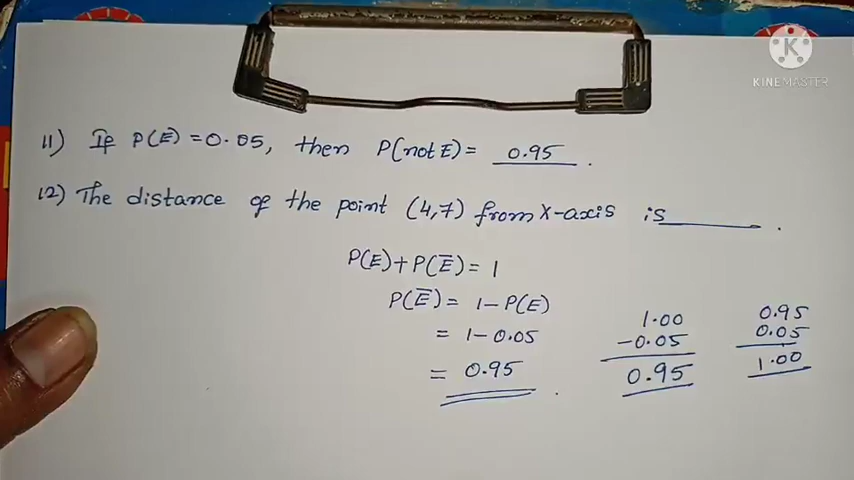 K
KINEMASTER
11) If P(E) = 0.05, then P(not E) = 0.95 .
12) The distance of the point (4,7) from X-axis is ________ .
P(E) + P(E̅) = 1
P(E̅) = 1 - P(E)
= 1 - 0.05
= 0.95 .
1.00
-0.05
0.95
0.95
0.05
1.00